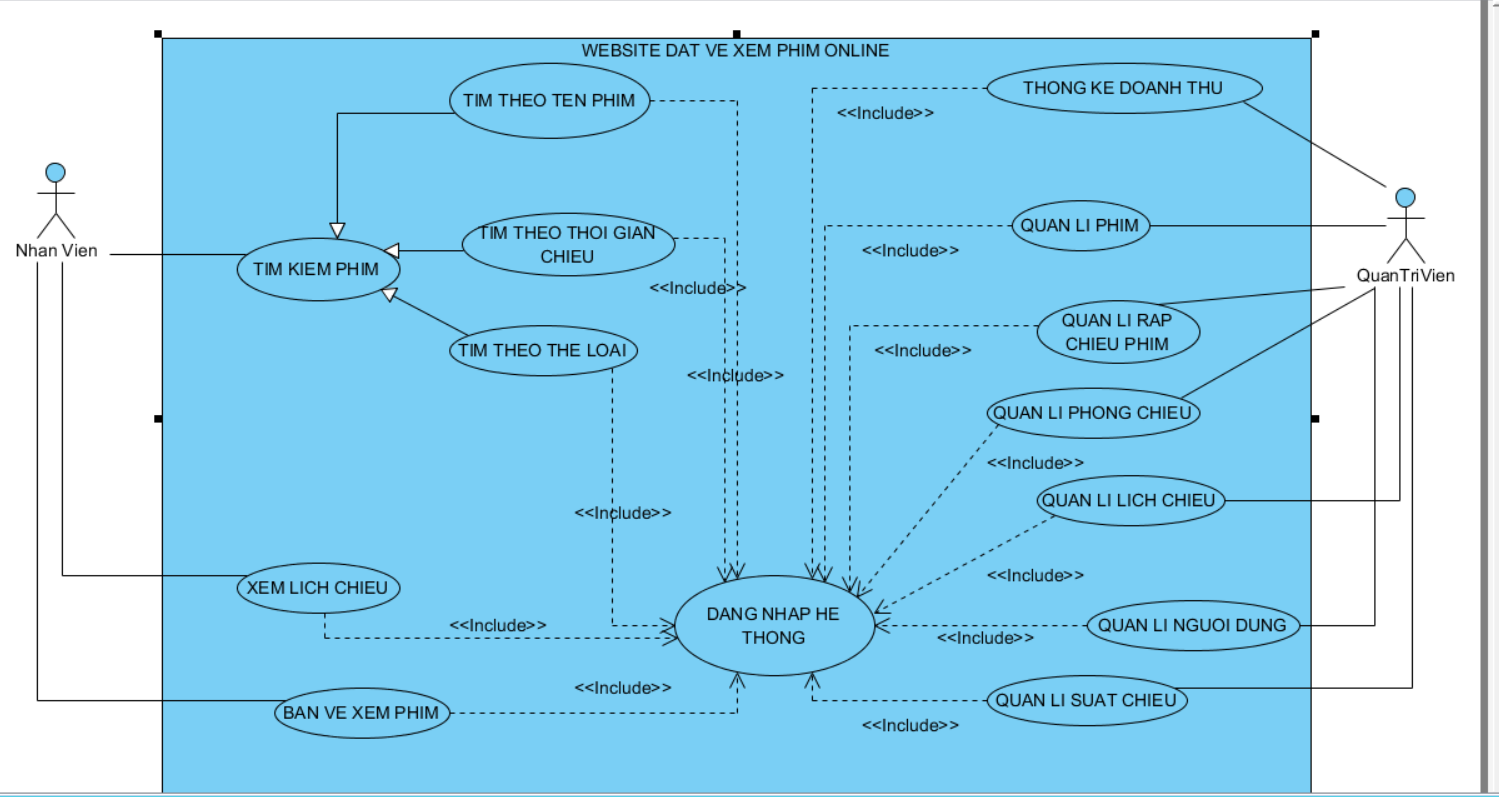 WEBSITE DAT VE XEM PHIM ONLINE
TIM THEO TEN PHIM
THONG KE DOANH THU
<<Include>>
Nhan Vien
TIM THEO THOI GIAN
CHIEU
QUAN LI PHIM
<<Include>>
TIM KIEM PHIM
QuanTriVien
<<Include>>
QUAN LI RAP
CHIEU PHIM
TIM THEO THE LOAI
<<Include>>
<<Include>>
QUAN LI PHONG CHIEU
<<Include>>
QUAN LI LICH CHIEU
<<Include>>
<<Include>>
XEM LICH CHIEU
DANG NHAP HE
THONG
<<Include>>
<<Include>>
QUAN LI NGUOI DUNG
<<Include>>
QUAN LI SUAT CHIEU
BAN VE XEM PHIM
<<Include>>